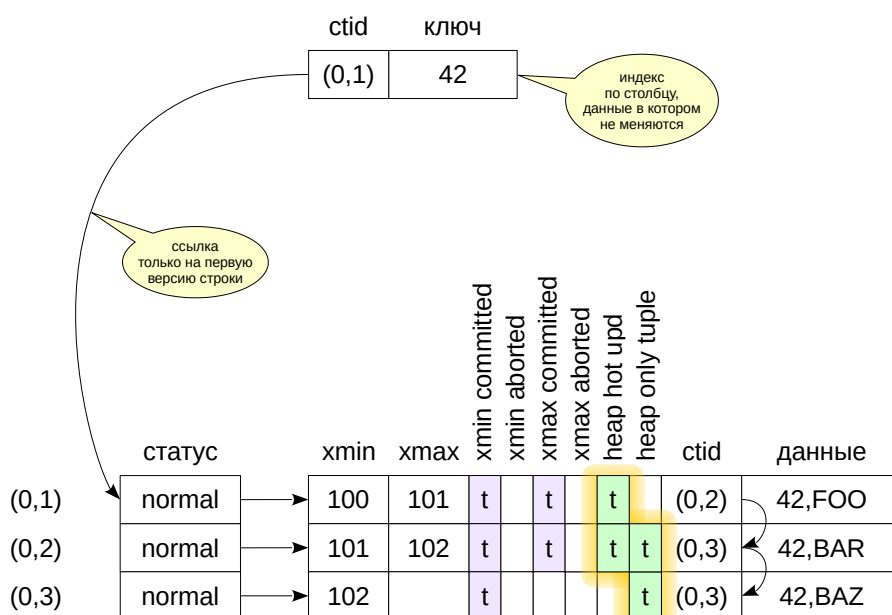 ctid ключ
(0,1) 42
индекс
по столбцу,
данные в котором
не меняются
ссылка
только на первую
версию строки
xmin committed
xmin aborted
xmax committed
xmax aborted
heap hot upd
heap only tuple
статус xmin xmax ctid данные
(0,1) normal 100 101 t t t (0,2) 42,FOO
(0,2) normal 101 102 t t t t (0,3) 42,BAR
(0,3) normal 102 t t (0,3) 42,BAZ